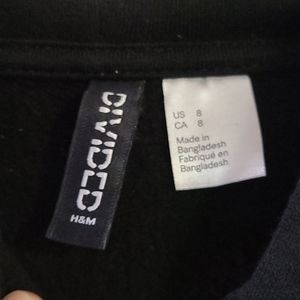 DIVIDED
H&M
US 8
CA 8
Made in
Bangladesh
Fabriqué en
Bangladesh